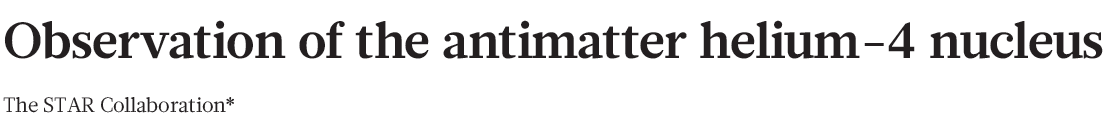 Observation of the antimatter helium–4 nucleus
The STAR Collaboration*